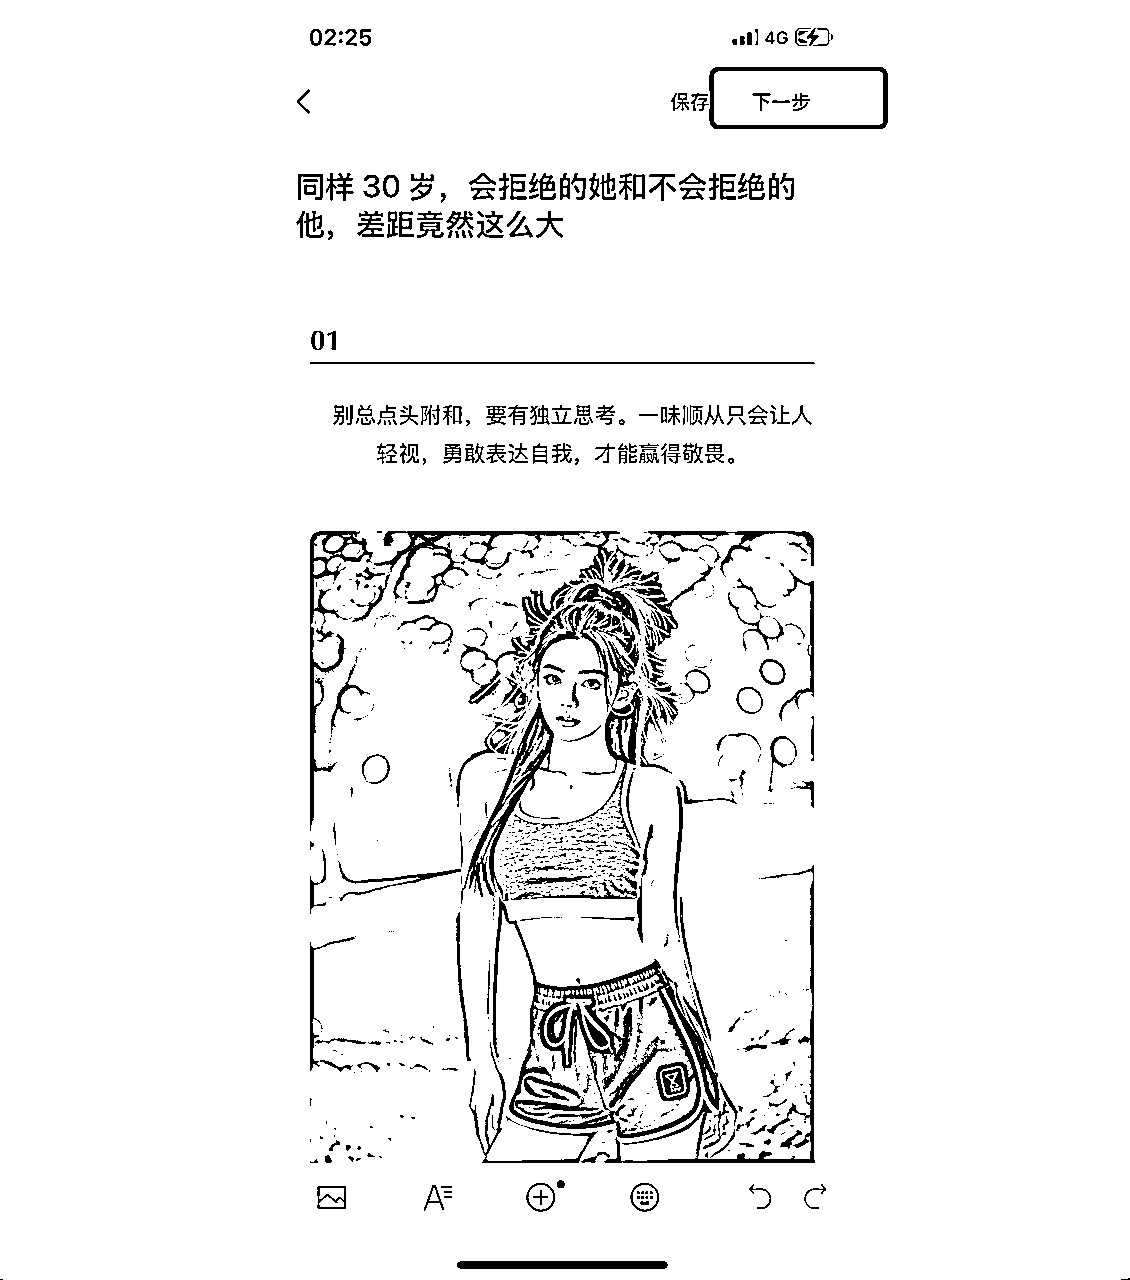 02:25 4G
保存 下一步
同样 30 岁，会拒绝的她和不会拒绝的
他，差距竟然这么大
01
别总点头附和，要有独立思考。一味顺从只会让人
轻视，勇敢表达自我，才能赢得敬畏。